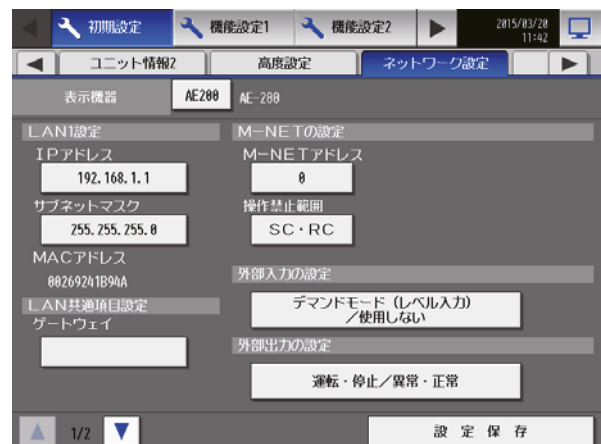 初期設定
機能設定1
機能設定2
2015/03/20
11:42
ユニット情報2
高度設定
ネットワーク設定
表示機器
AE200
AE-200
LAN1設定
IPアドレス
192.168.1.1
サブネットマスク
255.255.255.0
MACアドレス
00269241B94A
LAN共通項目設定
ゲートウェイ
M-NETの設定
M-NETアドレス
0
操作禁止範囲
SC・RC
外部入力の設定
デマンドモード（レベル入力）
／使用しない
外部出力の設定
運転・停止／異常・正常
1/2
設定保存